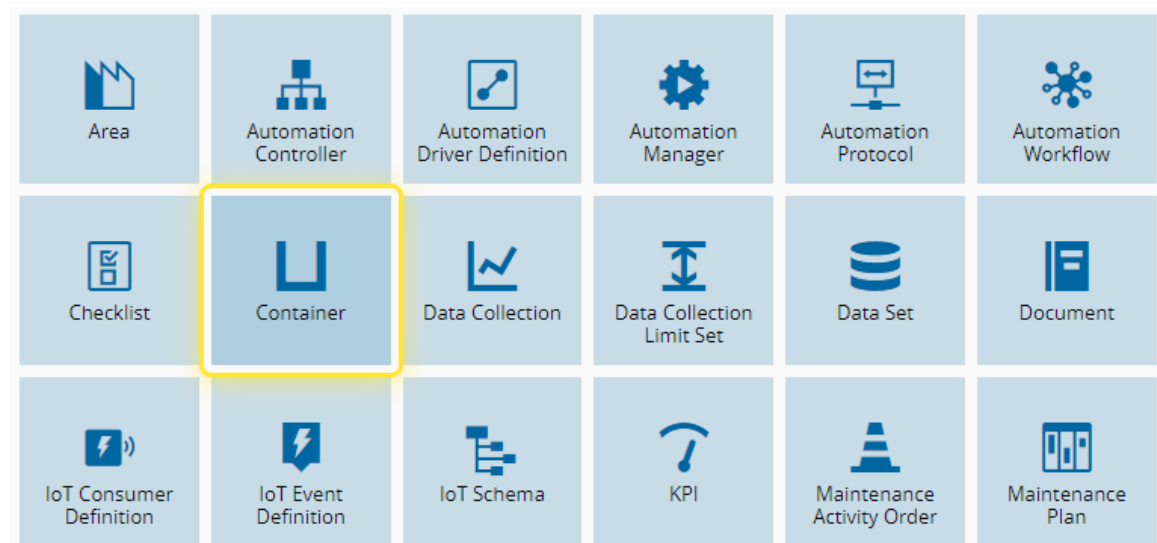 Area
Automation
Controller
Automation
Driver Definition
Automation
Manager
Automation
Protocol
Automation
Workflow
Checklist
Container
Data Collection
Data Collection
Limit Set
Data Set
Document
IoT Consumer
Definition
IoT Event
Definition
IoT Schema
KPI
Maintenance
Activity Order
Maintenance
Plan